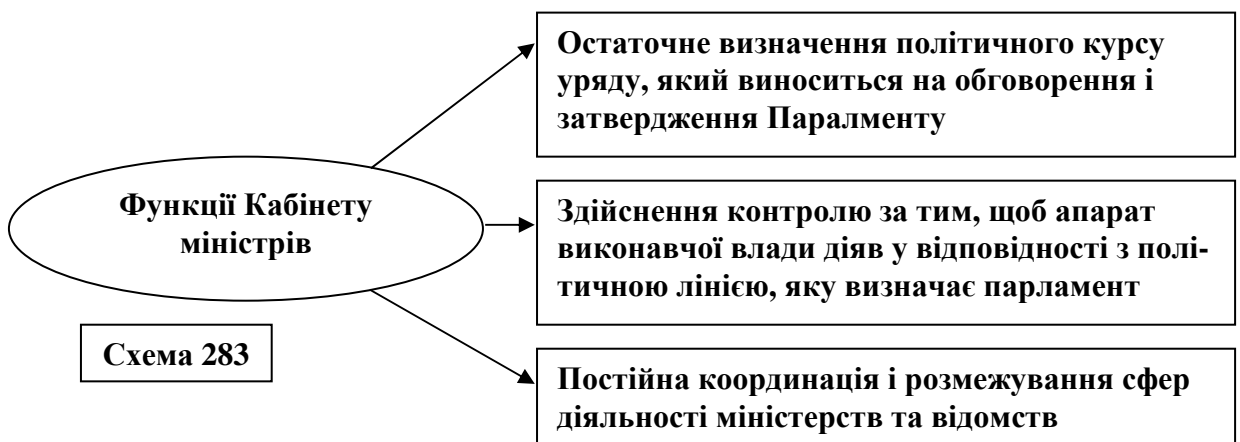 Остаточне визначення політичного курсу
уряду, який виноситься на обговорення і
затвердження Паралменту
Функції Кабінету
міністрів
Здійснення контролю за тим, щоб апарат
виконавчої влади діяв у відповідності з полі-
тичною лінією, яку визначає парламент
Схема 283
Постійна координація і розмежування сфер
діяльності міністерств та відомств